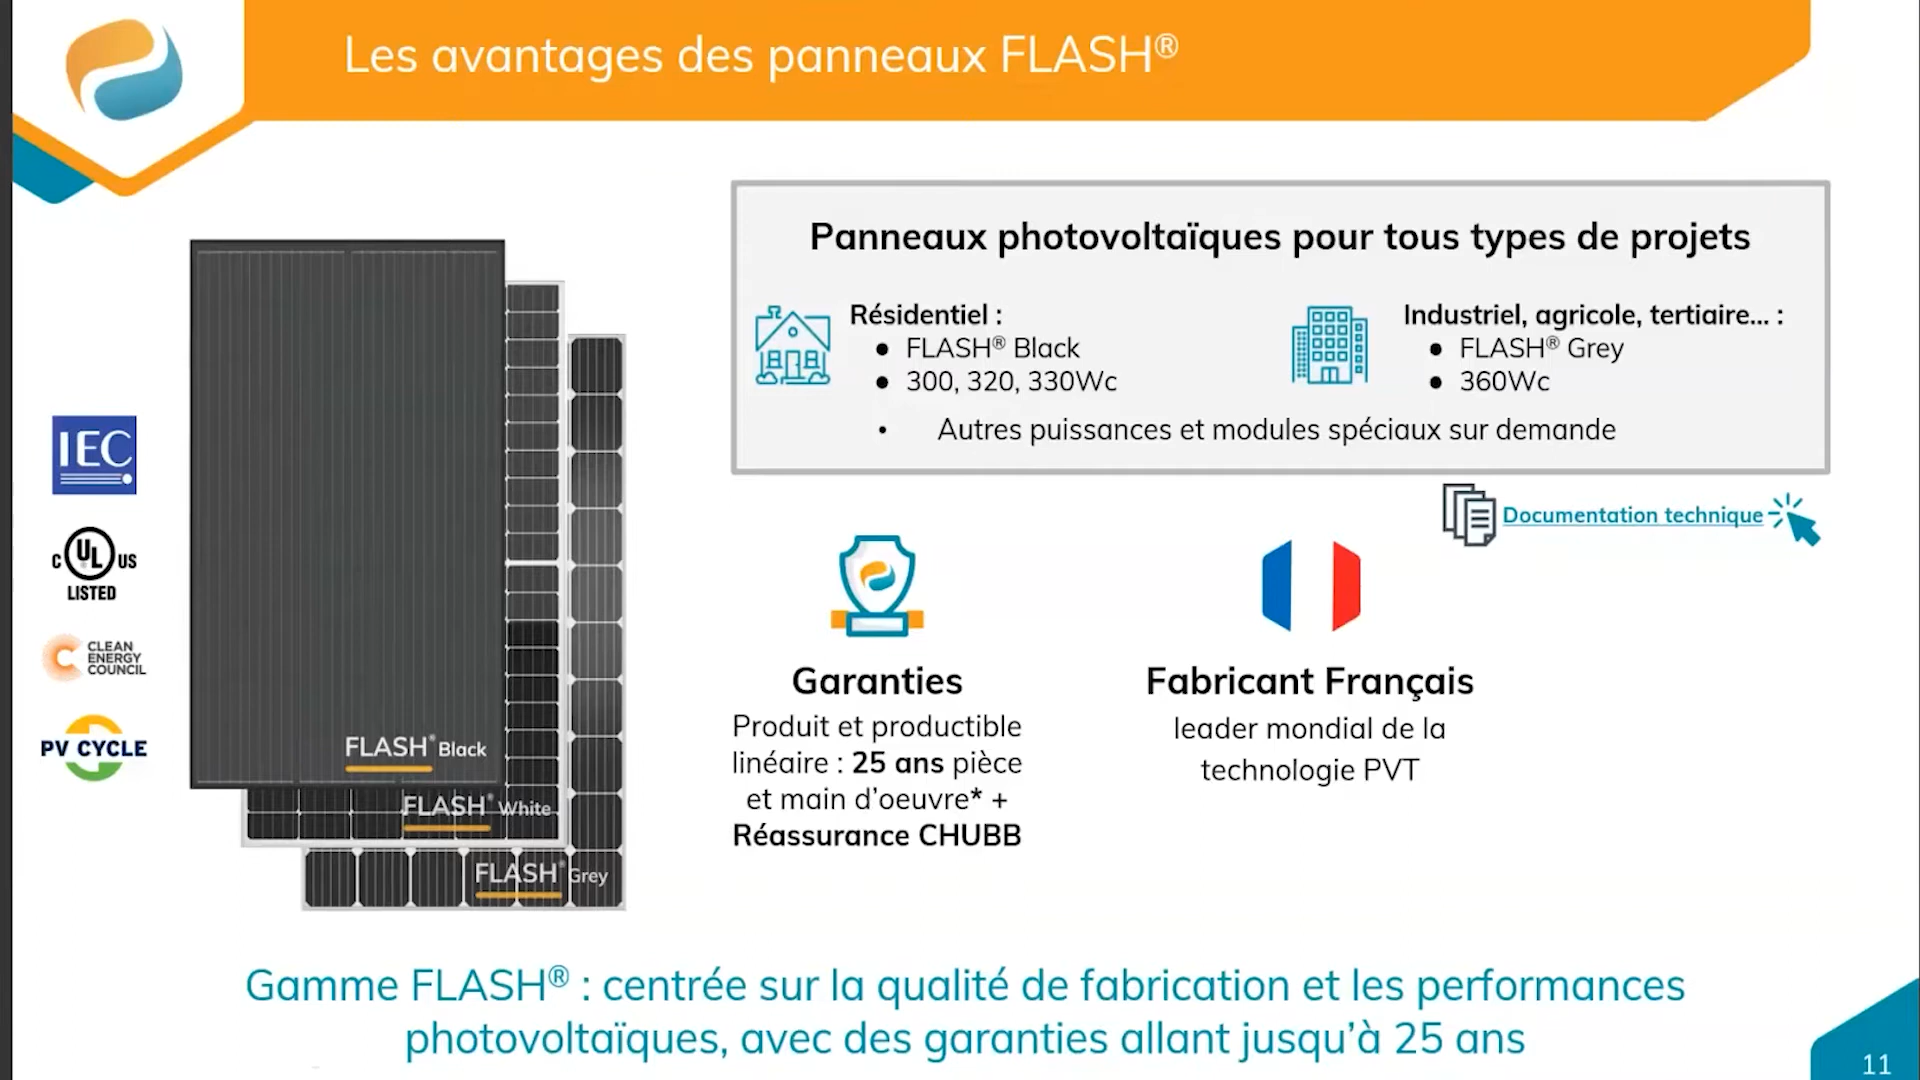 Les avantages des panneaux FLASH®
Panneaux photovoltaïques pour tous types de projets
Résidentiel :
● FLASH® Black
● 300, 320, 330Wc
Industriel, agricole, tertiaire... :
● FLASH® Grey
● 360Wc
• Autres puissances et modules spéciaux sur demande
Documentation technique
IEC
C UL US
LISTED
CLEAN
ENERGY
COUNCIL
PV CYCLE
FLASH® Black
FLASH® White
FLASH® Grey
Garanties
Produit et productible
linéaire : 25 ans pièce
et main d'oeuvre* +
Réassurance CHUBB
Fabricant Français
leader mondial de la
technologie PVT
Gamme FLASH® : centrée sur la qualité de fabrication et les performances
photovoltaïques, avec des garanties allant jusqu'à 25 ans
11